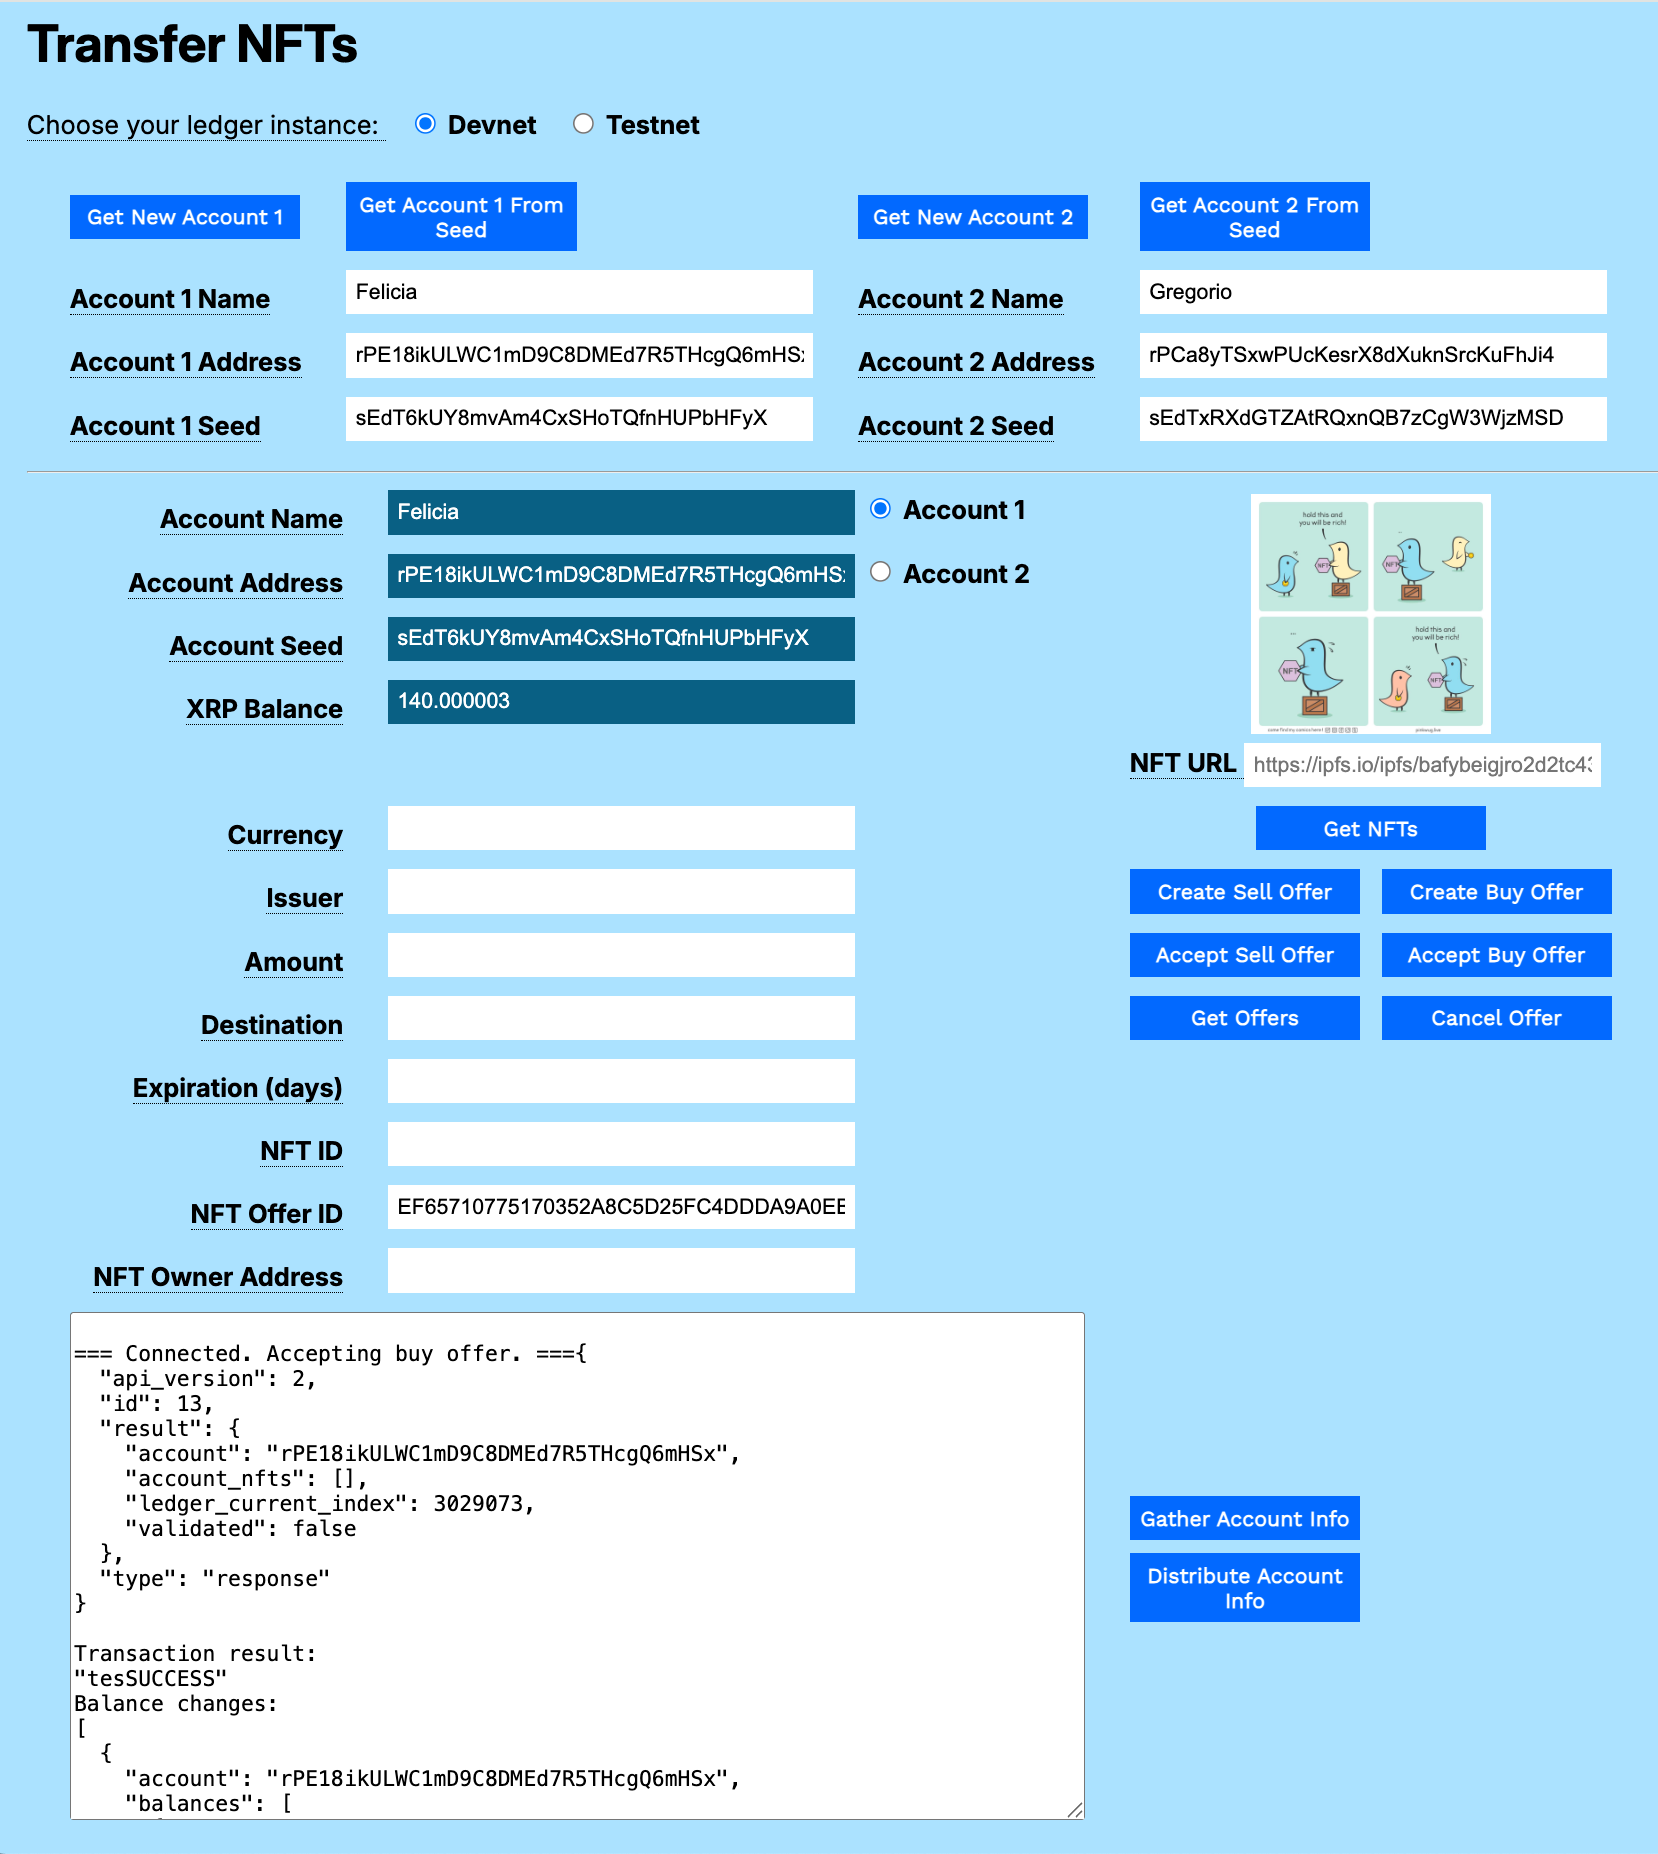 Transfer NFTs
Choose your ledger instance: Devnet Testnet
Get New Account 1
Get Account 1 From
Seed
Get New Account 2
Get Account 2 From
Seed
Account 1 Name Felicia
Account 2 Name Gregorio
Account 1 Address rPE18ikULWC1mD9C8DMEd7R5THcgQ6mHSx
Account 2 Address rPCa8yTSxwPUcKesrX8dXuknSrcKuFhJi4
Account 1 Seed sEdT6kUY8mvAm4CxSHoTQfnHUPbHFyX
Account 2 Seed sEdTxRXdGTZAtRQxnQB7zCgW3WjzMSD
Account Name Felicia Account 1
Account Address rPE18ikULWC1mD9C8DMEd7R5THcgQ6mHSx Account 2
Account Seed sEdT6kUY8mvAm4CxSHoTQfnHUPbHFyX
XRP Balance 140.000003
hold this and
you will be rich!
NFT
NFT
...
NFT
hold this and
you will be rich!
NFT
NFT URL https://ipfs.io/ipfs/bafybeigjro2d2tc43
Currency
Get NFTs
Issuer
Create Sell Offer Create Buy Offer
Amount
Accept Sell Offer Accept Buy Offer
Destination
Get Offers Cancel Offer
Expiration (days)
NFT ID
NFT Offer ID EF65710775170352A8C5D25FC4DDDA9A0EE
NFT Owner Address
=== Connected. Accepting buy offer. ==={
"api_version": 2,
"id": 13,
"result": {
"account": "rPE18ikULWC1mD9C8DMEd7R5THcgQ6mHSx",
"account_nfts": [],
"ledger_current_index": 3029073,
"validated": false
},
"type": "response"
}
Transaction result:
"tesSUCCESS"
Balance changes:
[
{
"account": "rPE18ikULWC1mD9C8DMEd7R5THcgQ6mHSx",
"balances": [
Gather Account Info
Distribute Account
Info